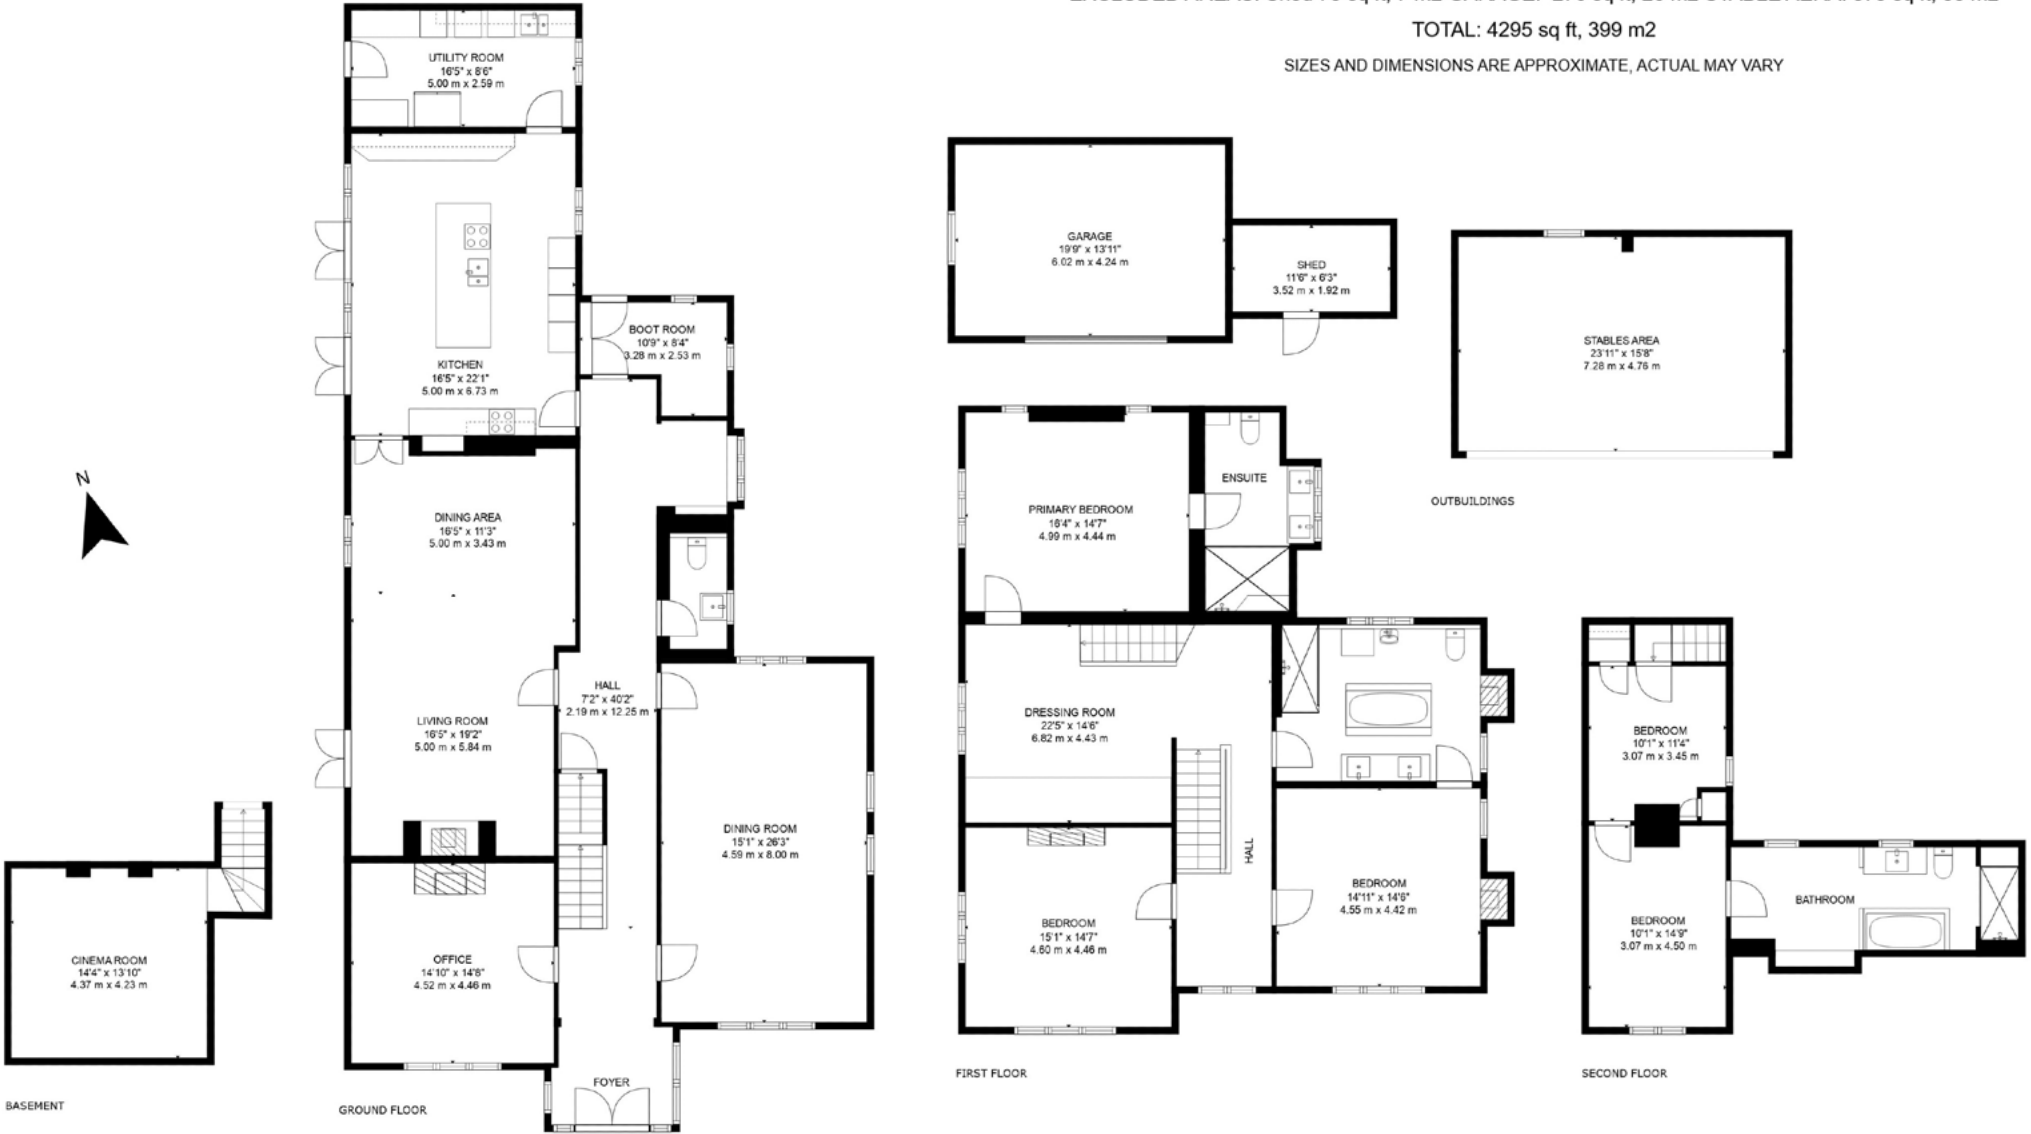 TOTAL: 4295 sq ft, 399 m2
SIZES AND DIMENSIONS ARE APPROXIMATE, ACTUAL MAY VARY
UTILITY ROOM
16'5" x 8'6"
5.00 m x 2.59 m
KITCHEN
16'5" x 22'1"
5.00 m x 6.73 m
BOOT ROOM
10'9" x 8'4"
3.28 m x 2.53 m
DINING AREA
16'5" x 11'3"
5.00 m x 3.43 m
HALL
7'2" x 40'2"
2.19 m x 12.25 m
LIVING ROOM
16'5" x 19'2"
5.00 m x 5.84 m
DINING ROOM
15'1" x 26'3"
4.59 m x 8.00 m
OFFICE
14'10" x 14'8"
4.52 m x 4.46 m
FOYER
GROUND FLOOR
N
CINEMA ROOM
14'4" x 13'10"
4.37 m x 4.23 m
BASEMENT
GARAGE
19'9" x 13'11"
6.02 m x 4.24 m
SHED
11'6" x 6'3"
3.52 m x 1.92 m
STABLES AREA
23'11" x 15'8"
7.28 m x 4.76 m
OUTBUILDINGS
PRIMARY BEDROOM
16'4" x 14'7"
4.99 m x 4.44 m
ENSUITE
DRESSING ROOM
22'5" x 14'6"
6.82 m x 4.43 m
HALL
BEDROOM
15'1" x 14'7"
4.60 m x 4.46 m
BEDROOM
14'11" x 14'6"
4.55 m x 4.42 m
FIRST FLOOR
BEDROOM
10'1" x 11'4"
3.07 m x 3.45 m
BEDROOM
10'1" x 14'9"
3.07 m x 4.50 m
BATHROOM
SECOND FLOOR